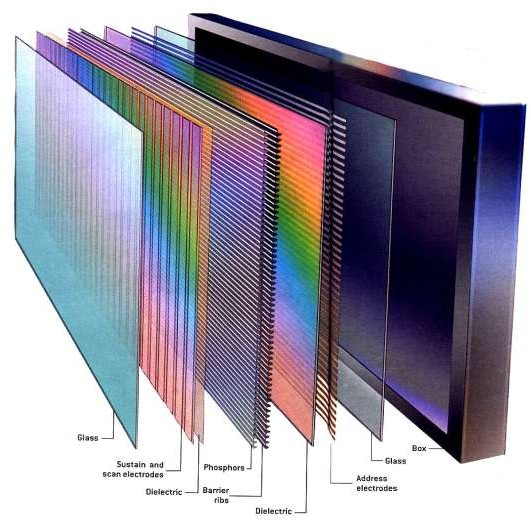 Glass
Sustain and
scan electrodes
Dielectric
Phosphors
Barrier
ribs
Dielectric
Address
electrodes
Glass
Box